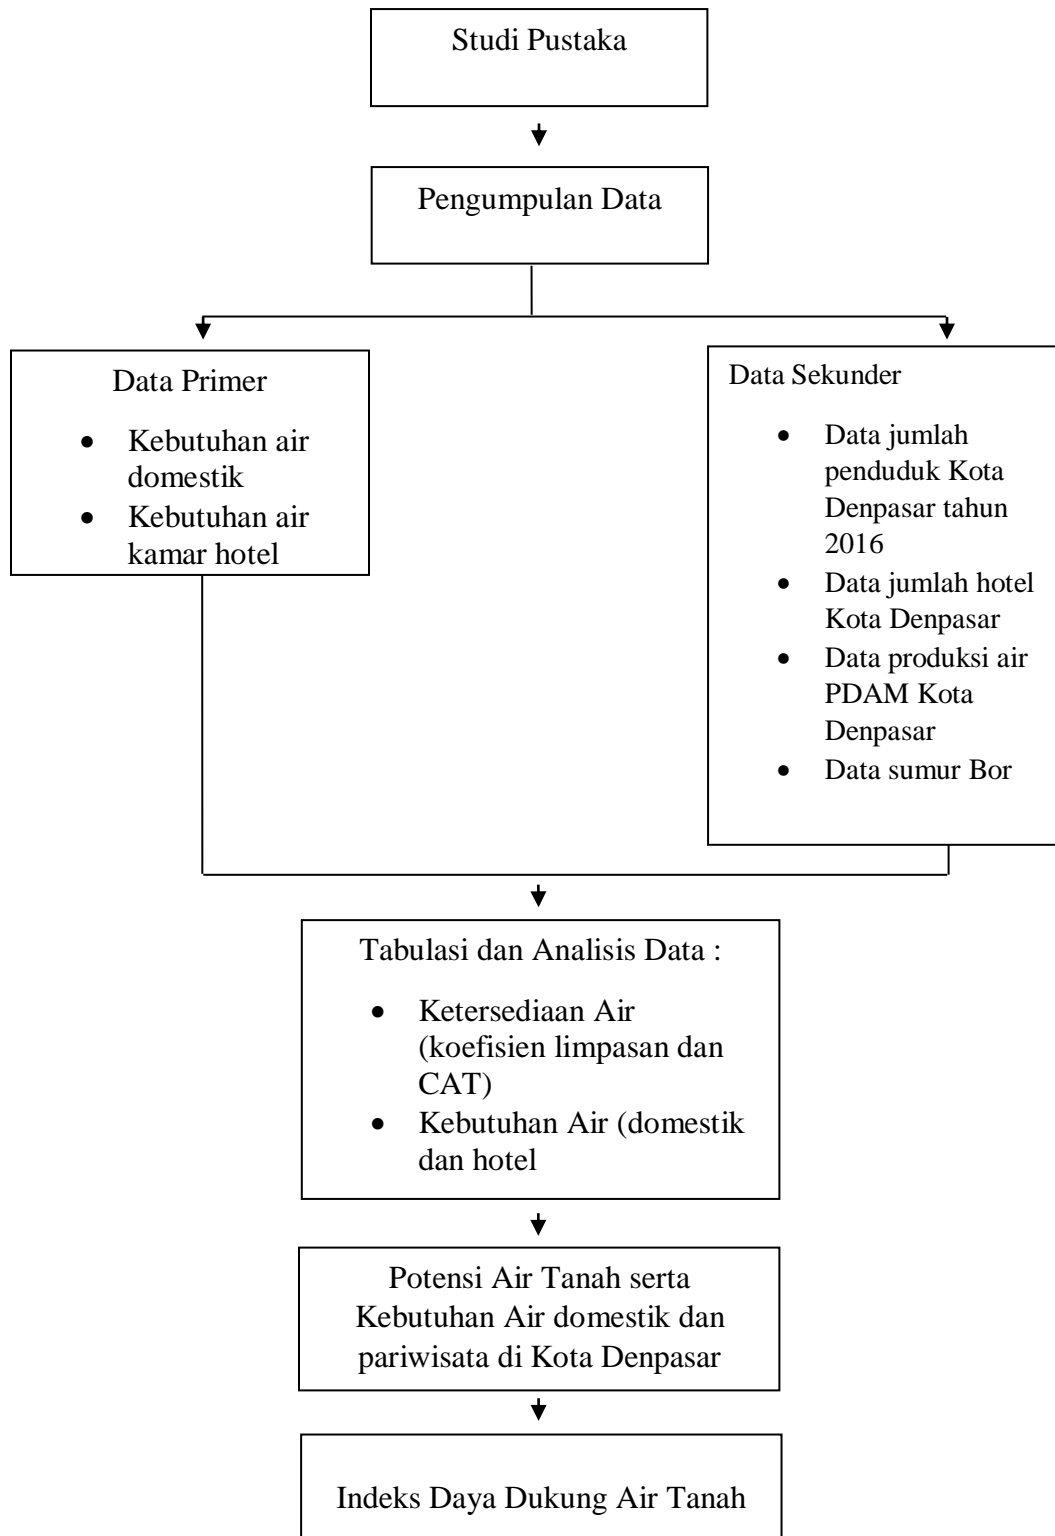 Studi Pustaka
Pengumpulan Data
Data Primer
• Kebutuhan air
domestik
• Kebutuhan air
kamar hotel
Data Sekunder
• Data jumlah
penduduk Kota
Denpasar tahun
2016
• Data jumlah hotel
Kota Denpasar
• Data produksi air
PDAM Kota
Denpasar
• Data sumur Bor
Tabulasi dan Analisis Data :
• Ketersediaan Air
(koefisien limpasan dan
CAT)
• Kebutuhan Air (domestik
dan hotel
Potensi Air Tanah serta
Kebutuhan Air domestik dan
pariwisata di Kota Denpasar
Indeks Daya Dukung Air Tanah